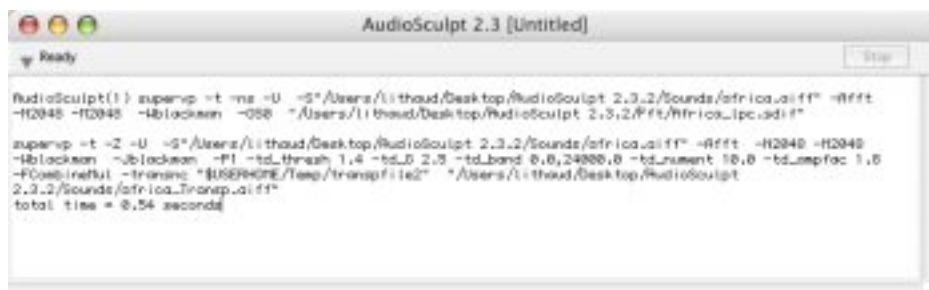 AudioSculpt 2.3 [Untitled]
Ready
Stop
AudioSculpt(1) supervp -t -ns -U -S"/Users/lithaud/Desktop/AudioSculpt 2.3.2/Sounds/africa.aiff" -Afft
-N2048 -M2048 -Wblackman -OS0 "/Users/lithaud/Desktop/AudioSculpt 2.3.2/Fft/Africa_lpc.sdif"
supervp -t -Z -U -S"/Users/lithaud/Desktop/AudioSculpt 2.3.2/Sounds/africa.aiff" -Afft -N2048 -M2048
-Wblackman -Jblackman -P1 -td_thresh 1.4 -td_G 2.5 -td_band 0.0,24000.0 -td_nument 10.0 -td_ampfac 1.5
-FCombineMul -transnc "$USERHOME/Temp/transpfile2" "/Users/lithaud/Desktop/AudioSculpt
2.3.2/Sounds/africa_Transp.aiff"
total time = 0.54 seconds